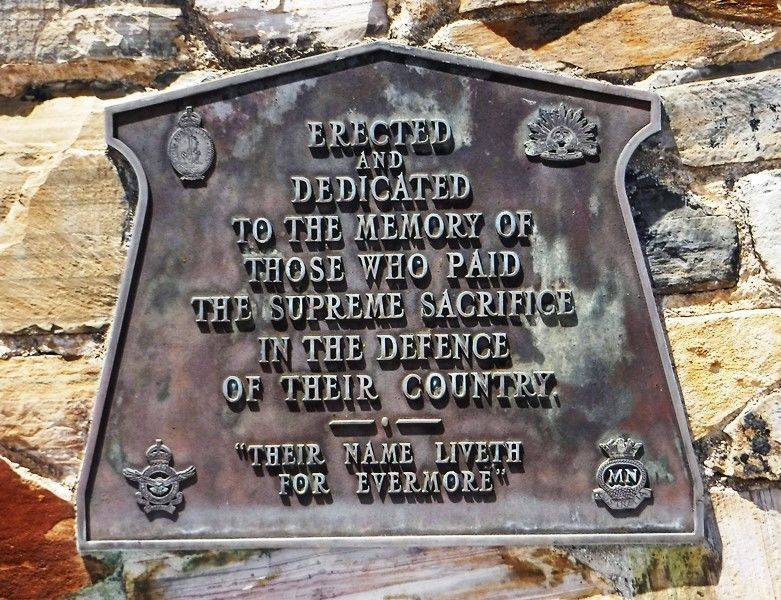 ERECTED
AND
DEDICATED
TO THE MEMORY OF
THOSE WHO PAID
THE SUPREME SACRIFICE
IN THE DEFENCE
OF THEIR COUNTRY.
"THEIR NAME LIVETH
FOR EVERMORE"
MN